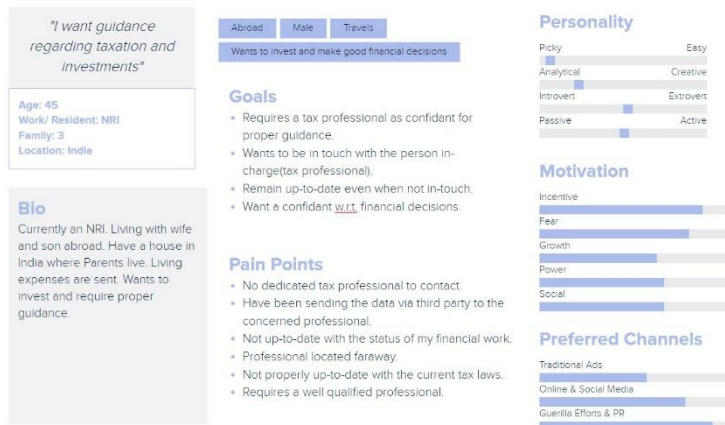 "I want guidance
regarding taxation and
investments"
Age: 45
Work/ Resident: NRI
Family: 3
Location: India
Bio
Currently an NRI. Living with wife
and son abroad. Have a house in
India where Parents live. Living
expenses are sent. Wants to
invest and require proper
guidance.
Abroad
Male
Travels
Wants to invest and make good financial decisions
Goals
Requires a tax professional as confidant for
proper guidance.
Wants to be in touch with the person in-
charge(tax professional).
Remain up-to-date even when not in-touch.
Want a confidant w.r.t. financial decisions.
Pain Points
No dedicated tax professional to contact.
Have been sending the data via third party to the
concerned professional.
Not up-to-date with the status of my financial work.
Professional located faraway.
Not properly up-to-date with the current tax laws.
Requires a well qualified professional.
Personality
Picky Easy
Analytical Creative
Introvert Extrovert
Passive Active
Motivation
Incentive
Fear
Growth
Power
Social
Preferred Channels
Traditional Ads
Online & Social Media
Guerilla Efforts & PR